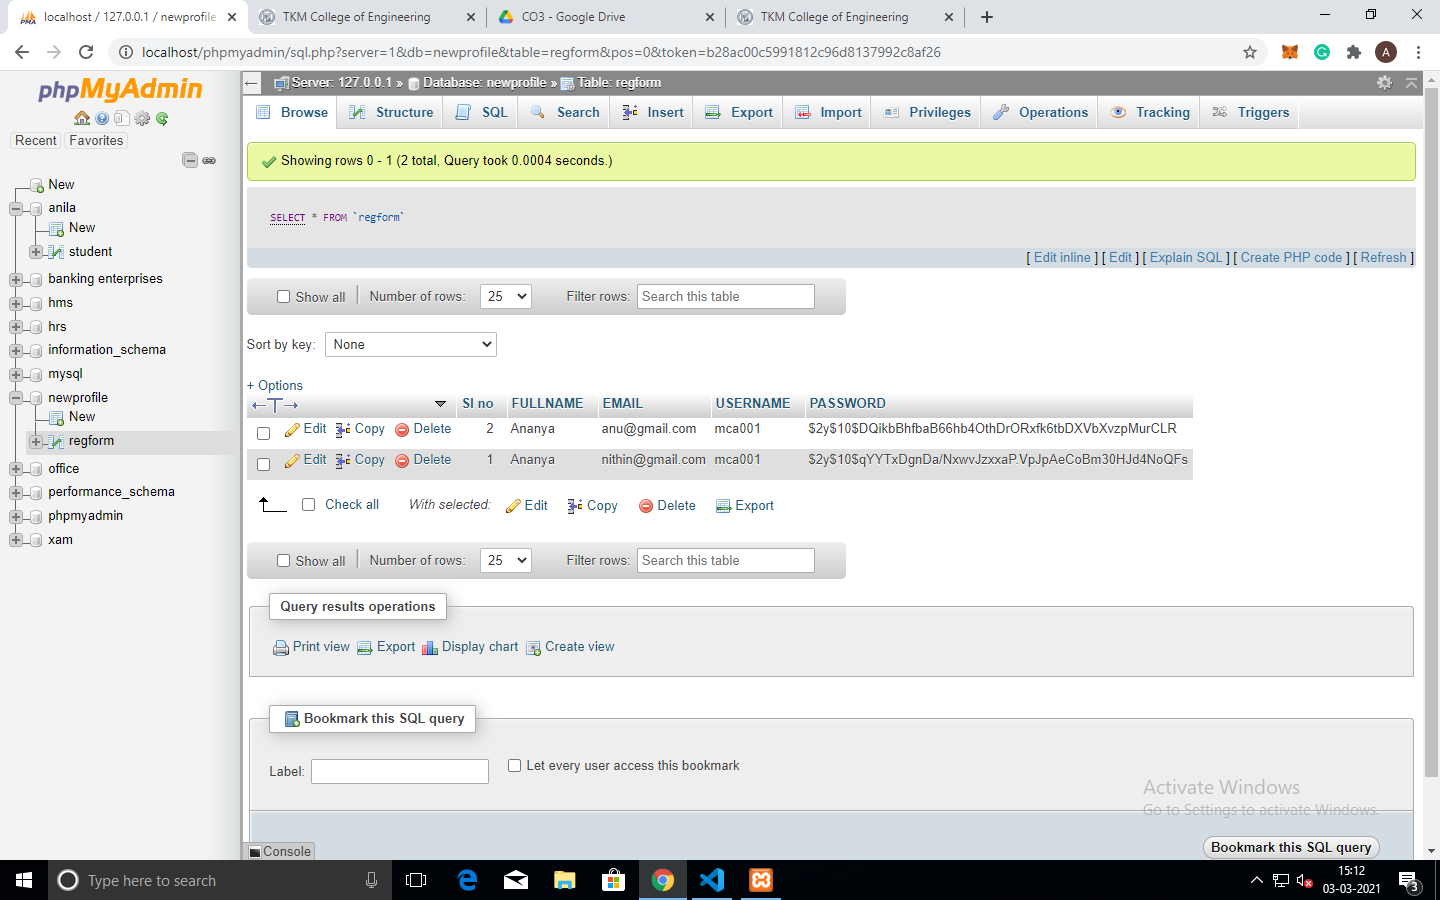 localhost / 127.0.0.1 / newprofile
TKM College of Engineering
CO3 - Google Drive
TKM College of Engineering
localhost/phpmyadmin/sql.php?server=1&db=newprofile&table=regform&pos=0&token=b28ac00c5991812c96d8137992c8af26
A
phpMyAdmin
Recent
Favorites
New
anila
New
student
banking enterprises
hms
hrs
information_schema
mysql
newprofile
New
regform
office
performance_schema
phpmyadmin
xam
Server: 127.0.0.1 » Database: newprofile » Table: regform
Browse Structure SQL Search Insert Export Import Privileges Operations Tracking Triggers
Showing rows 0 - 1 (2 total, Query took 0.0004 seconds.)
SELECT * FROM `regform`
[ Edit inline ] [ Edit ] [ Explain SQL ] [ Create PHP code ] [ Refresh ]
Show all Number of rows: 25 Filter rows: Search this table
Sort by key: None
+ Options
Sl no FULLNAME EMAIL USERNAME PASSWORD
Edit Copy Delete 2 Ananya anu@gmail.com mca001 $2y$10$DQikbBhfbaB66hb4OthDrORxfk6tbDXVbXvzpMurCLR
Edit Copy Delete 1 Ananya nithin@gmail.com mca001 $2y$10$qYYTxDgnDa/NxwvJzxxaP.VpJpAeCoBm30HJd4NoQFs
Check all With selected: Edit Copy Delete Export
Show all Number of rows: 25 Filter rows: Search this table
Query results operations
Print view Export Display chart Create view
Bookmark this SQL query
Label:
Let every user access this bookmark
Activate Windows
Go to Settings to activate Windows.
Bookmark this SQL query
Console
Type here to search
15:12
03-03-2021
3